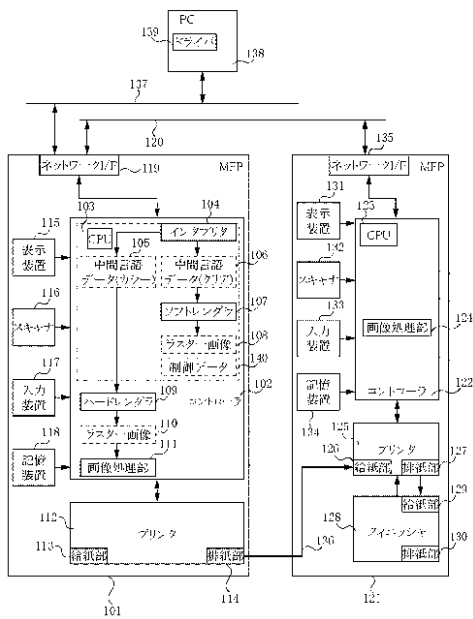 PC
139
ドライバ
138
137
120
135
ネットワークI/F
119
MFP
ネットワークI/F
MFP
131
123
表示
装置
CPU
132
スキャナ
133
入力
装置
画像処理部
124
記憶
装置
134
コントローラ
122
125
プリンタ
126
127
給紙部
排紙部
129
給紙部
128
フィニッシャ
130
排紙部
136
121
115
表示
装置
116
スキャナ
117
入力
装置
118
記憶
装置
103
CPU
104
インタプリタ
105
中間言語
データ(カラー)
106
中間言語
データ(クリア)
107
ソフトレンダラ
108
ラスター画像
制御データ
140
109
ハードレンダラ
コントローラ
102
110
ラスター画像
111
画像処理部
112
プリンタ
113
給紙部
排紙部
101
114